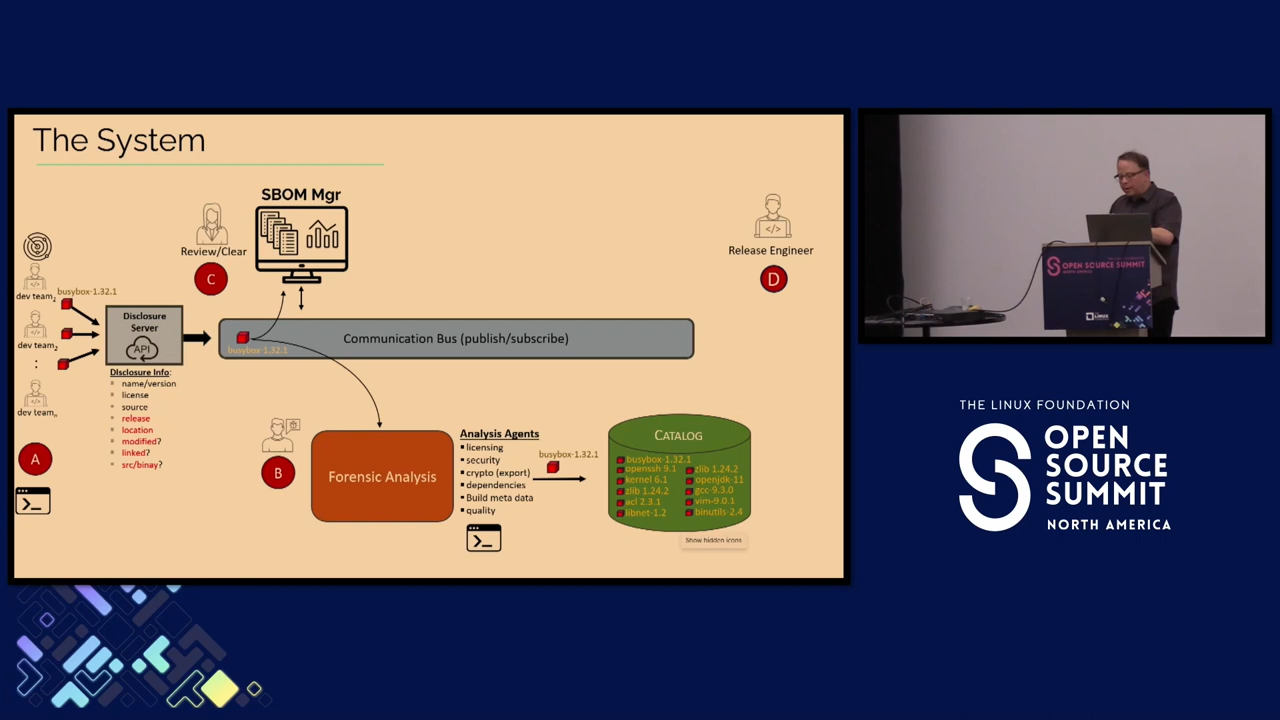 The System
SBOM Mgr
Review/Clear
C
Release Engineer
D
dev team1
busybox-1.32.1
dev team2
:
dev teamn
A
Disclosure
Server
API
Disclosure Info:
name/version
license
source
release
location
modified?
linked?
src/binay?
busybox-1.32.1
Communication Bus (publish/subscribe)
B
Forensic Analysis
Analysis Agents
licensing
security
crypto (export)
dependencies
Build meta data
quality
busybox-1.32.1
CATALOG
busybox-1.32.1
openssh 9.1
kernel 6.1
zlib 1.24.2
acl 2.3.1
libnet-1.2
zlib 1.24.2
openjdk-11
gcc-9.3.0
vim-9.0.1
binutils-2.4
Show hidden icons
OPEN SOURCE SUMMIT
NORTH AMERICA
LINUX
THE LINUX FOUNDATION
OPEN
SOURCE
SUMMIT
NORTH AMERICA